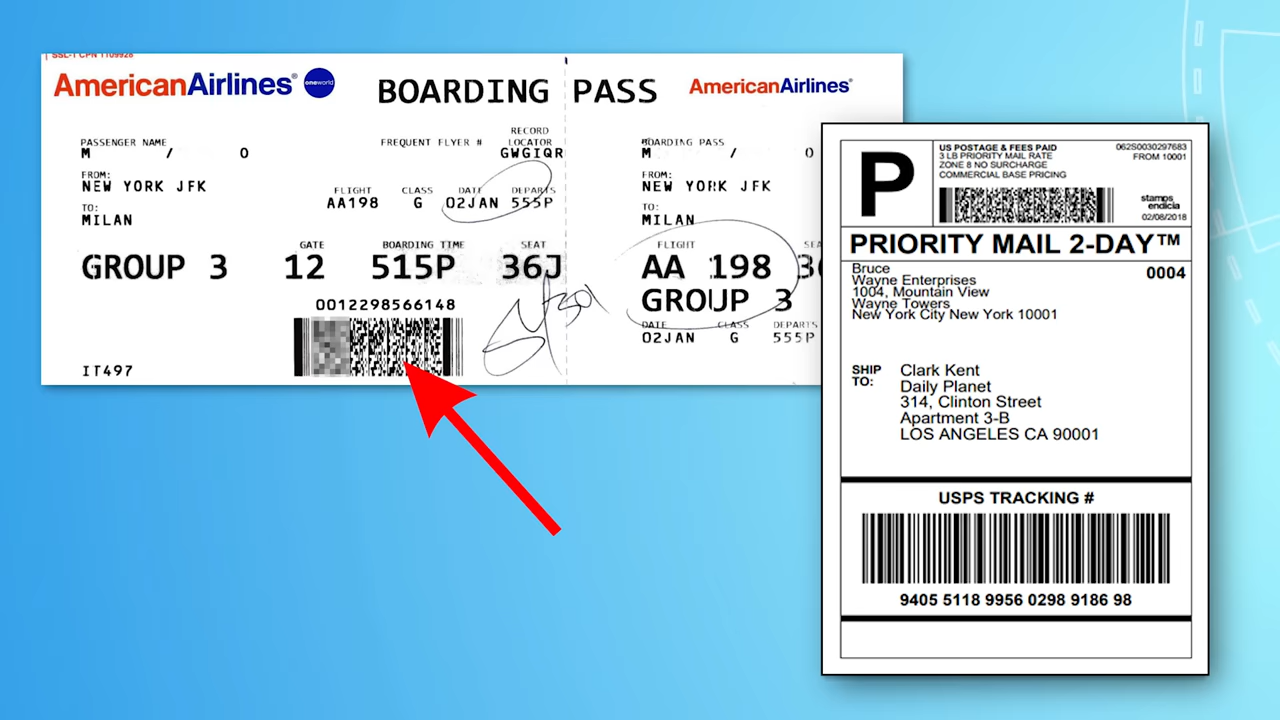 SSL-1 CPN 1109928
AmericanAirlines® oneworld BOARDING PASS AmericanAirlines®
PASSENGER NAME FREQUENT FLYER # RECORD LOCATOR BOARDING PASS
M / O GWGIQR M / O
FROM: FROM:
NEW YORK JFK NEW YORK JFK
FLIGHT CLASS DATE DEPARTS
AA198 G 02JAN 555P
TO: TO:
MILAN MILAN
GATE BOARDING TIME SEAT FLIGHT
GROUP 3 12 515P 36J AA 198
GROUP 3
0012298566148
DATE CLASS DEPARTS
02JAN G 555P
IT497
P
US POSTAGE & FEES PAID
3 LB PRIORITY MAIL RATE
ZONE 8 NO SURCHARGE
COMMERCIAL BASE PRICING
062S0030297683
FROM 10001
stamps
endicia
02/08/2018
PRIORITY MAIL 2-DAY™
Bruce
Wayne Enterprises
1004, Mountain View
Wayne Towers
New York City New York 10001
0004
SHIP
TO:
Clark Kent
Daily Planet
314, Clinton Street
Apartment 3-B
LOS ANGELES CA 90001
USPS TRACKING #
9405 5118 9956 0298 9186 98